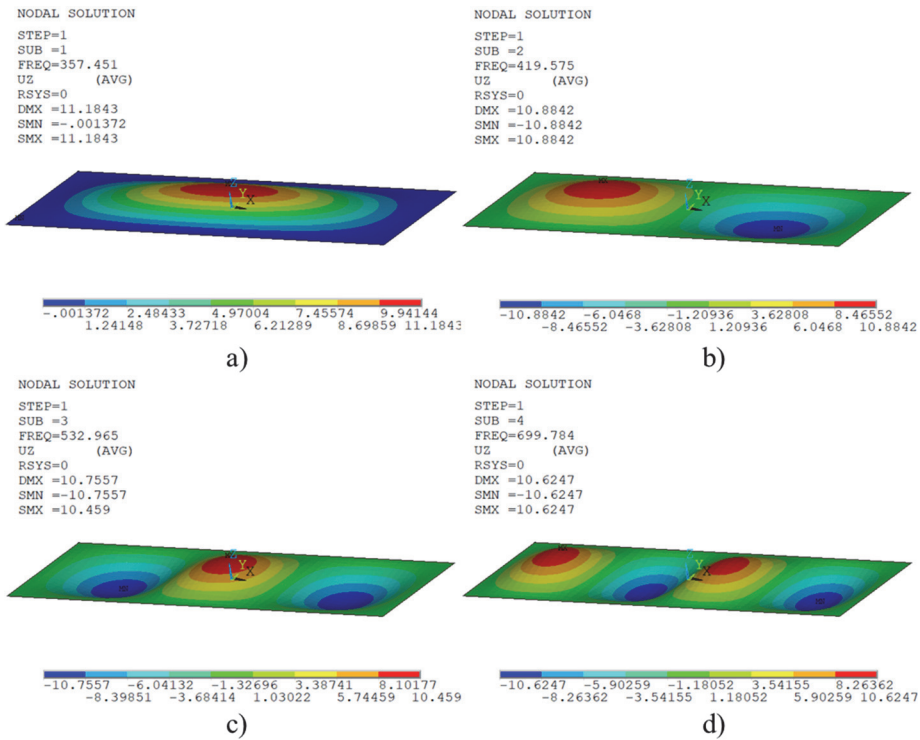 NODAL SOLUTION
STEP=1
SUB =1
FREQ=357.451
UZ (AVG)
RSYS=0
DMX =11.1843
SMN =-.001372
SMX =11.1843
Z
Y
X
-.001372 2.48433 4.97004 7.45574 9.94144
1.24148 3.72718 6.21289 8.69859 11.1843
a)
NODAL SOLUTION
STEP=1
SUB =2
FREQ=419.575
UZ (AVG)
RSYS=0
DMX =10.8842
SMN =-10.8842
SMX =10.8842
MX
Z
Y
X
MN
-10.8842 -6.0468 -1.20936 3.62808 8.46552
-8.46552 -3.62808 1.20936 6.0468 10.8842
b)
NODAL SOLUTION
STEP=1
SUB =3
FREQ=532.965
UZ (AVG)
RSYS=0
DMX =10.7557
SMN =-10.7557
SMX =10.459
Z
Y
X
MN
-10.7557 -6.04132 -1.32696 3.38741 8.10177
-8.39851 -3.68414 1.03022 5.74459 10.459
c)
NODAL SOLUTION
STEP=1
SUB =4
FREQ=699.784
UZ (AVG)
RSYS=0
DMX =10.6247
SMN =-10.6247
SMX =10.6247
MX
Z
Y
X
MN
-10.6247 -5.90259 -1.18052 3.54155 8.26362
-8.26362 -3.54155 1.18052 5.90259 10.6247
d)